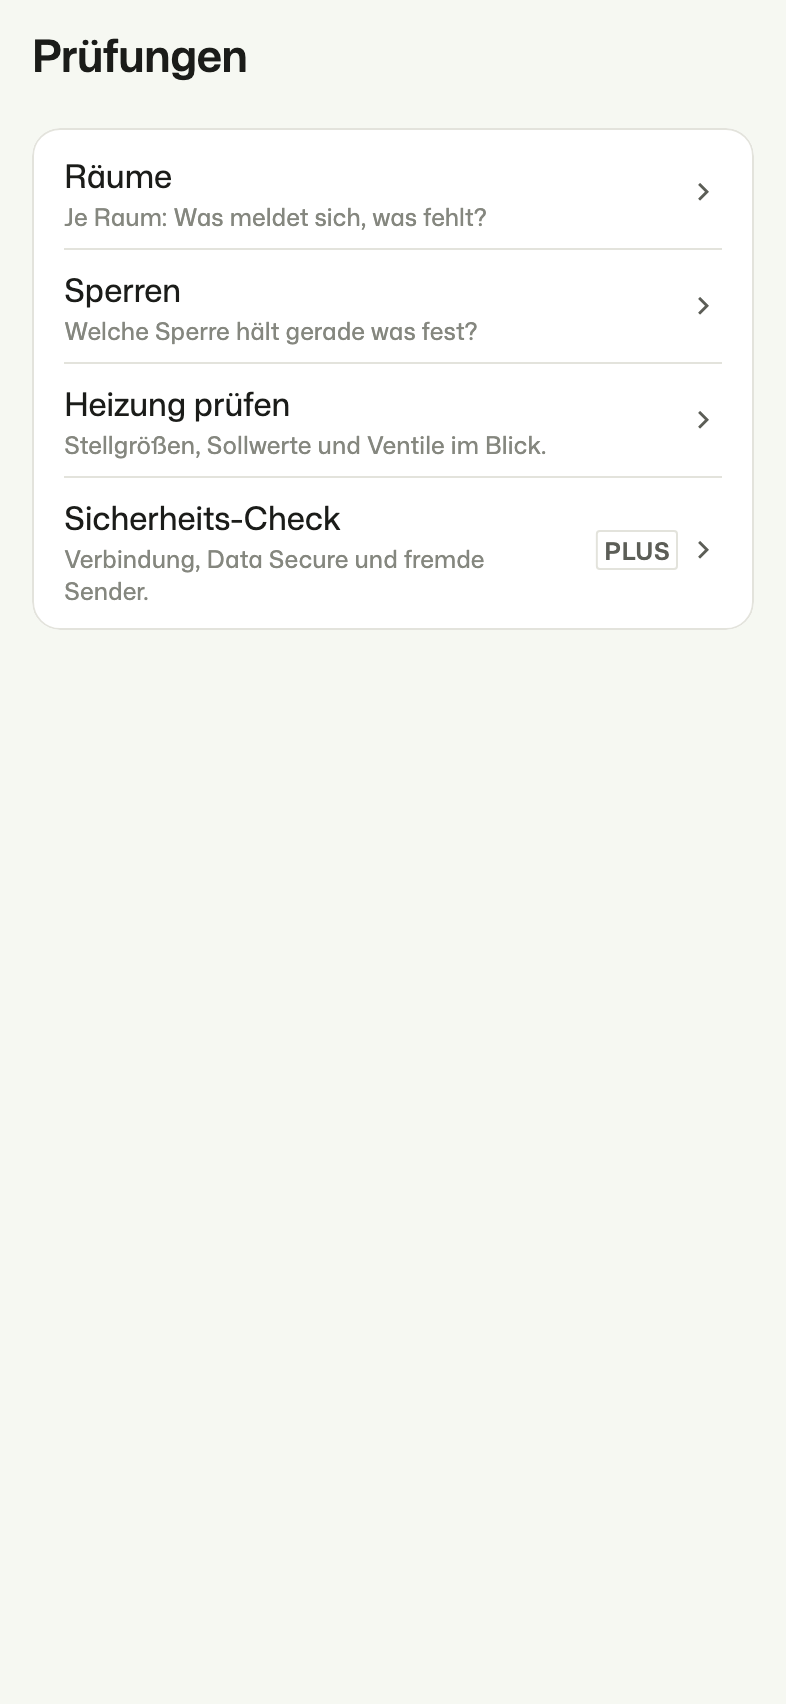 Prüfungen
Räume
Je Raum: Was meldet sich, was fehlt?
Sperren
Welche Sperre hält gerade was fest?
Heizung prüfen
Stellgrößen, Sollwerte und Ventile im Blick.
Sicherheits-Check
Verbindung, Data Secure und fremde
Sender.
PLUS